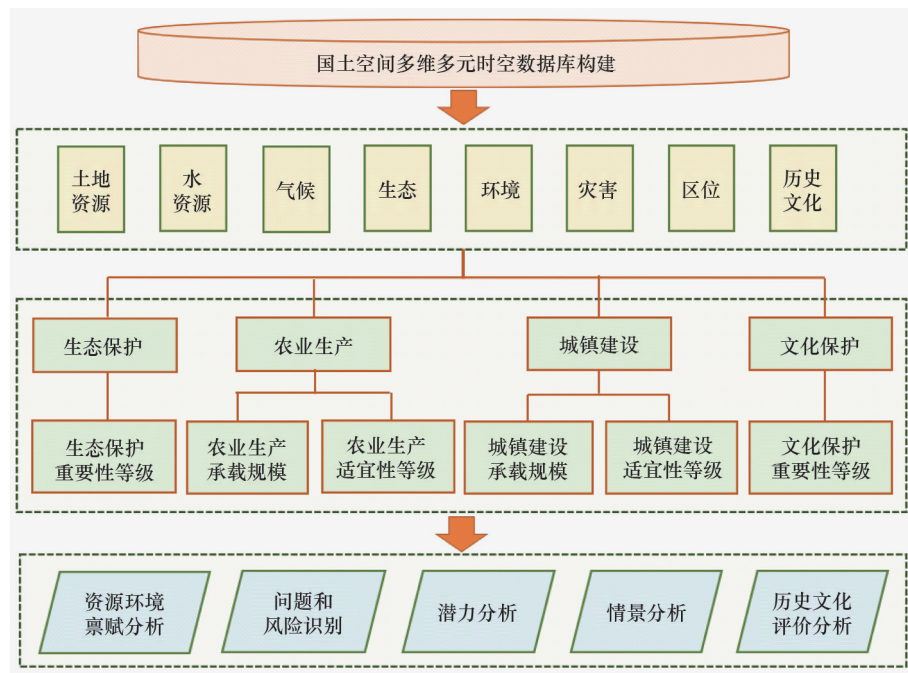 国土空间多维多元时空数据库构建
土地
资源
水
资源
气候
生态
环境
灾害
区位
历史
文化
生态保护
农业生产
城镇建设
文化保护
生态保护
重要性等级
农业生产
承载规模
农业生产
适宜性等级
城镇建设
承载规模
城镇建设
适宜性等级
文化保护
重要性等级
资源环境
禀赋分析
问题和
风险识别
潜力分析
情景分析
历史文化
评价分析